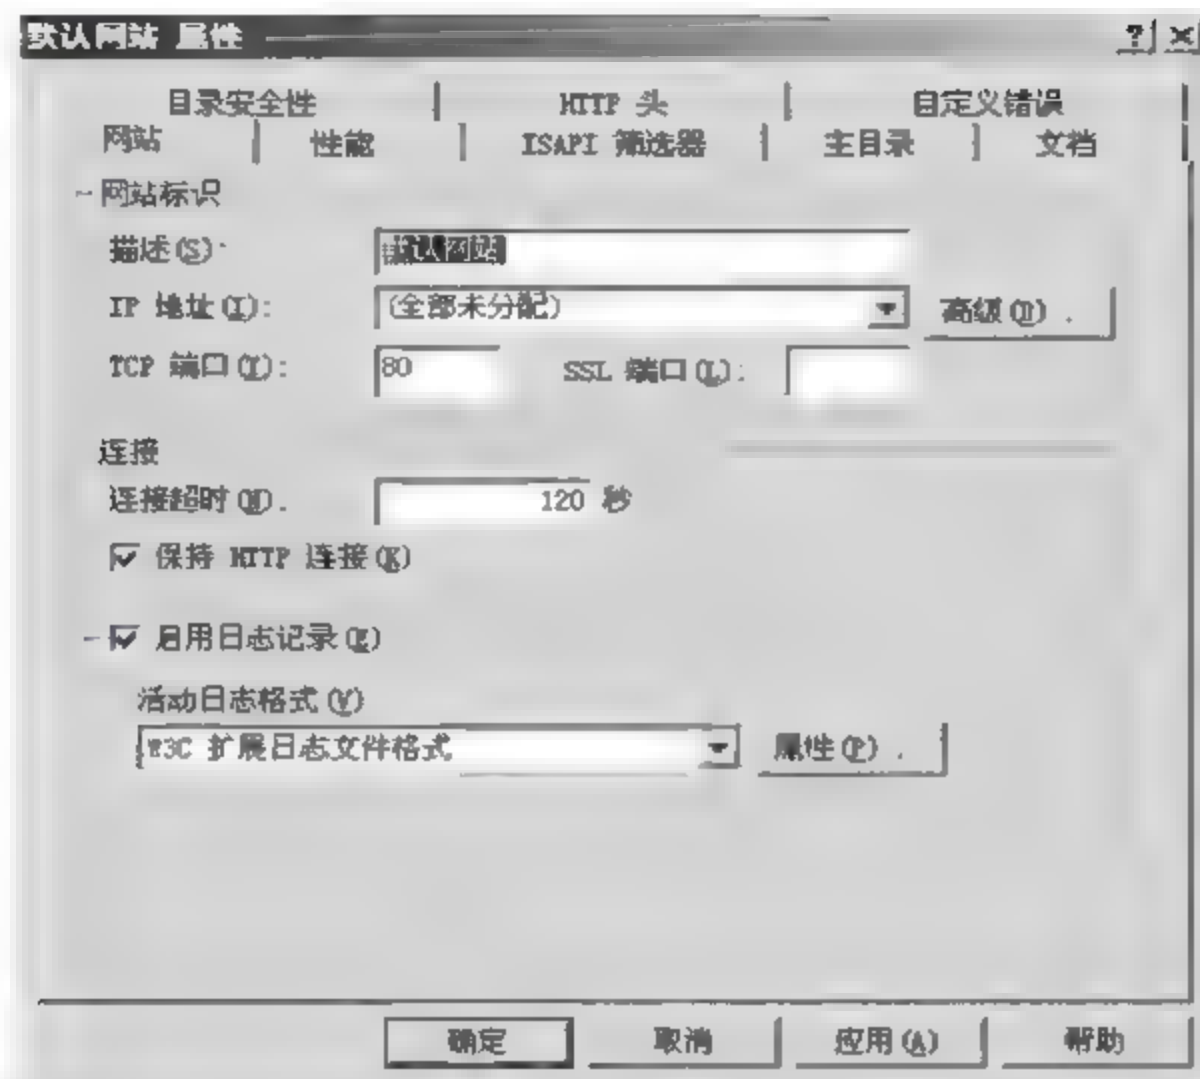 默认网站 属性
目录安全性 HTTP 头 自定义错误
网站 性能 ISAPI 筛选器 主目录 文档
网站标识
描述(S):
默认网站
IP 地址(I): (全部未分配) 高级(D).
TCP 端口(T): 80 SSL 端口(L):
连接
连接超时(N). 120 秒
保持 HTTP 连接(K)
启用日志记录(E)
活动日志格式(V)
W3C 扩展日志文件格式 属性(P).
确定 取消 应用(A) 帮助